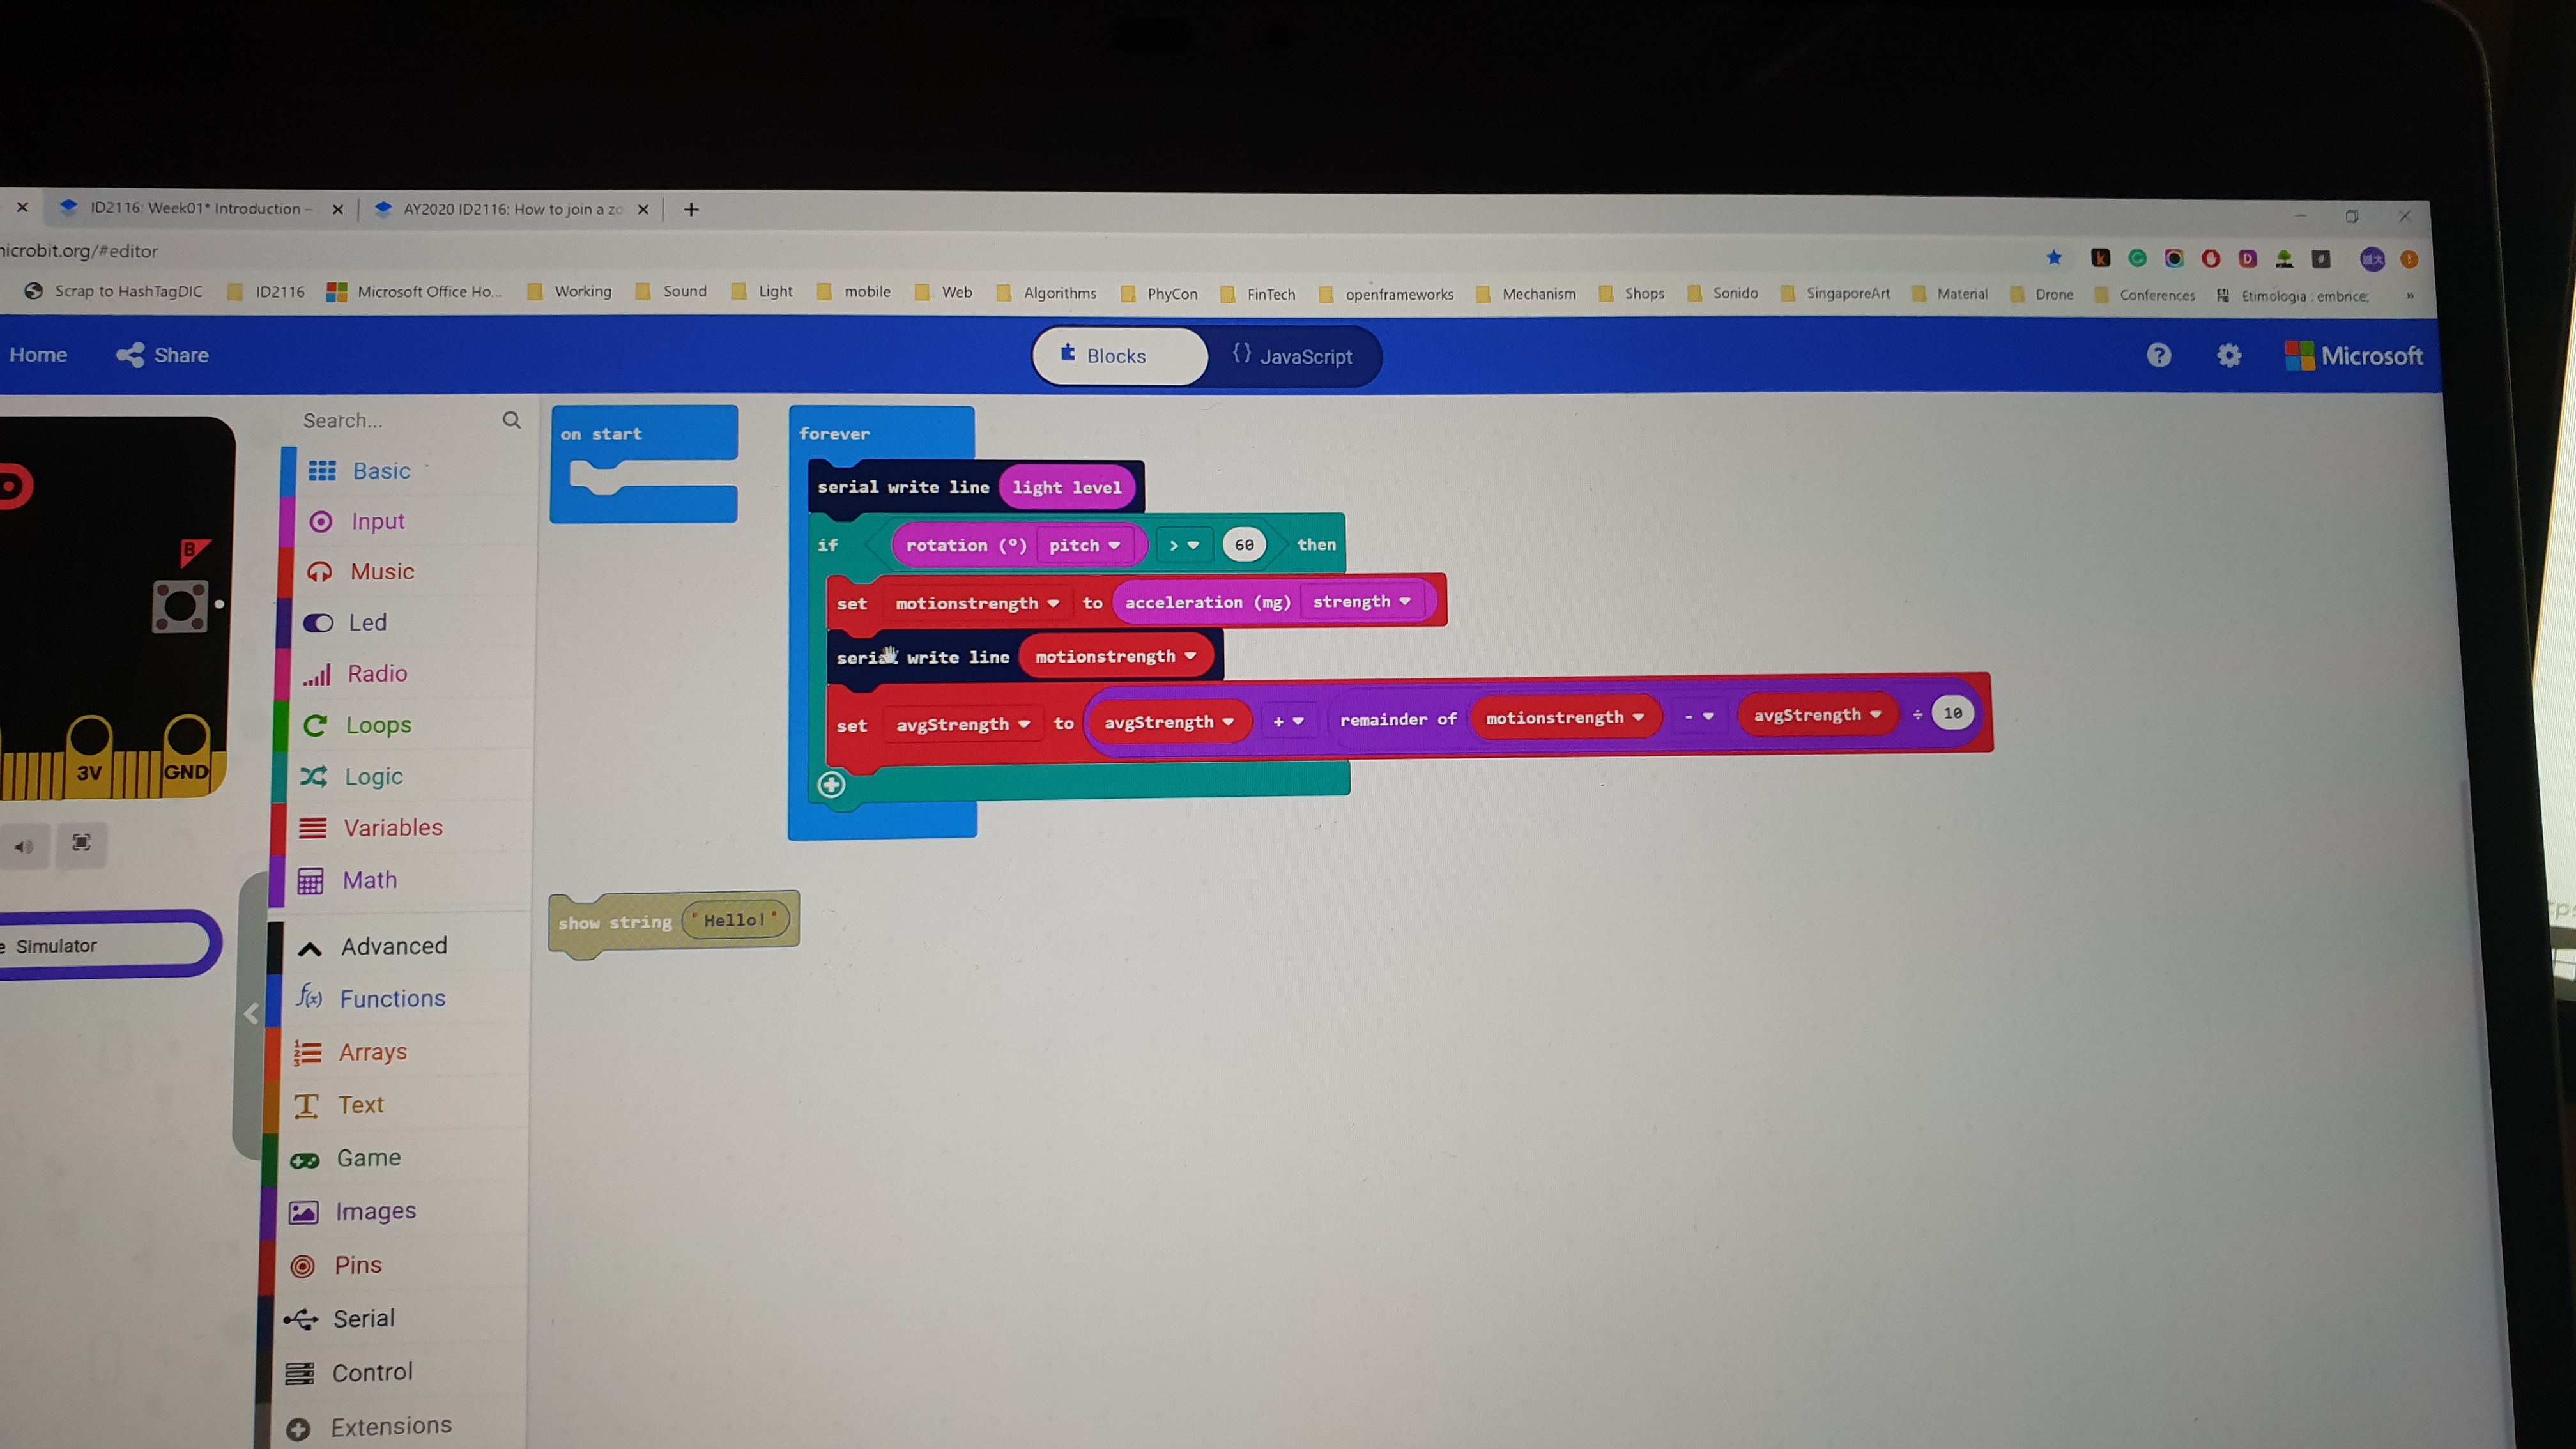 ID2116: Week01* Introduction –
AY2020 ID2116: How to join a zo
nicrobit.org/#editor
Scrap to HashTagDIC ID2116 Microsoft Office Ho... Working Sound Light mobile Web Algorithms PhyCon FinTech openframeworks Mechanism Shops Sonido SingaporeArt Material Drone Conferences Etimologia : embrice; »
Home Share Blocks {} JavaScript Microsoft
Search...
Basic
Input
Music
Led
Radio
Loops
Logic
Variables
Math
Advanced
Functions
Arrays
Text
Game
Images
Pins
Serial
Control
Extensions
B
3V GND
e Simulator
on start
forever
serial write line light level
if rotation (°) pitch > 60 then
set motionstrength to acceleration (mg) strength
serial write line motionstrength
set avgStrength to avgStrength + remainder of motionstrength - avgStrength ÷ 10
show string "Hello!"